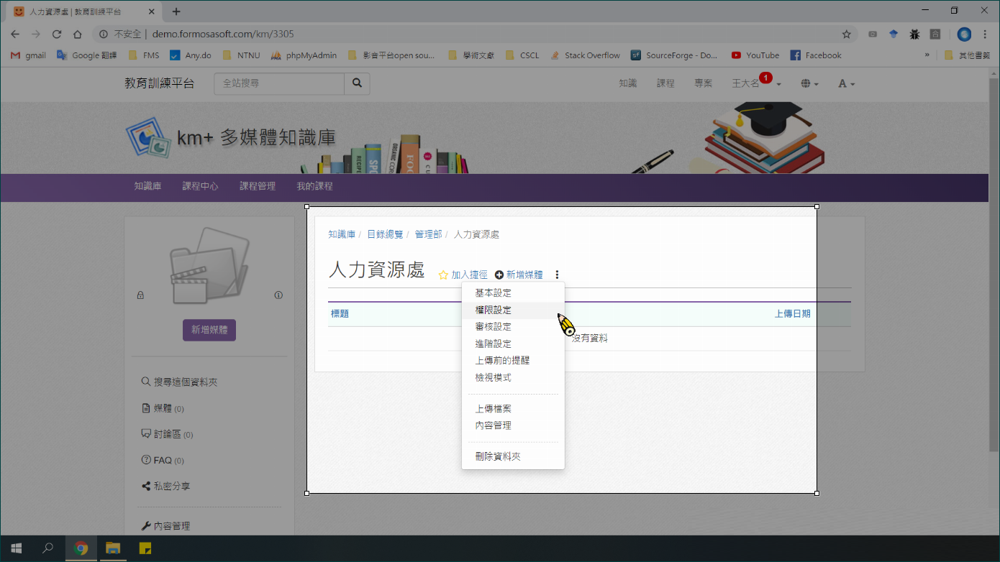 人力資源處 | 教育訓練平台
不安全 | demo.formosasoft.com/km/3305
gmail Google 翻譯 FMS Any.do NTNU phpMyAdmin 影音平台open sou... 學術文獻 CSCL Stack Overflow SourceForge - Do... YouTube Facebook » 其他書籤
教育訓練平台 全站搜尋 知識 課程 專案 王大名 1 A
km+ 多媒體知識庫
RECIPE SPO ORGANIC COR FOO CU
知識庫 課程中心 課程管理 我的課程
知識庫 / 目錄總覽 / 管理部 / 人力資源處
人力資源處 加入捷徑 新增媒體
基本設定
標題 權限設定 上傳日期
審核設定
沒有資料
進階設定
上傳前的提醒
檢視模式
上傳檔案
內容管理
刪除資料夾
新增媒體
搜尋這個資料夾
媒體 (0)
討論區 (0)
FAQ (0)
私密分享
內容管理